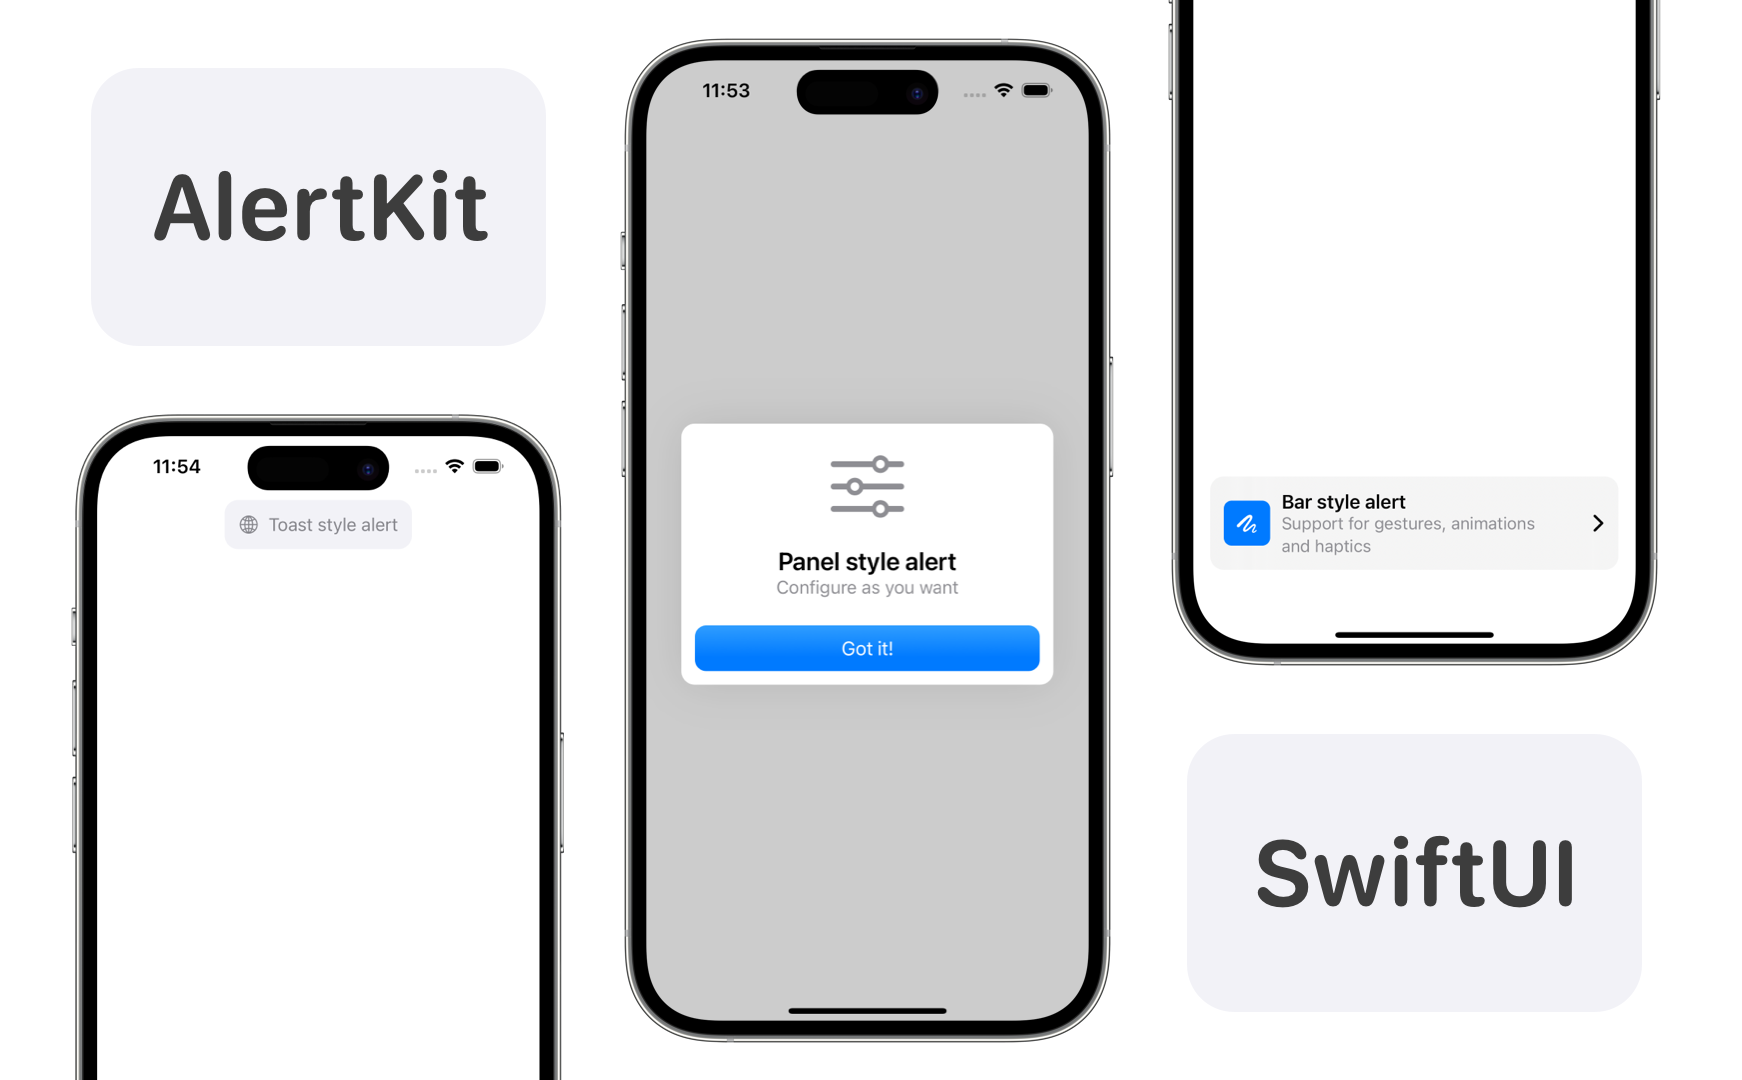 AlertKit
11:54
Toast style alert
11:53
Panel style alert
Configure as you want
Got it!
Bar style alert
Support for gestures, animations
and haptics
SwiftUI